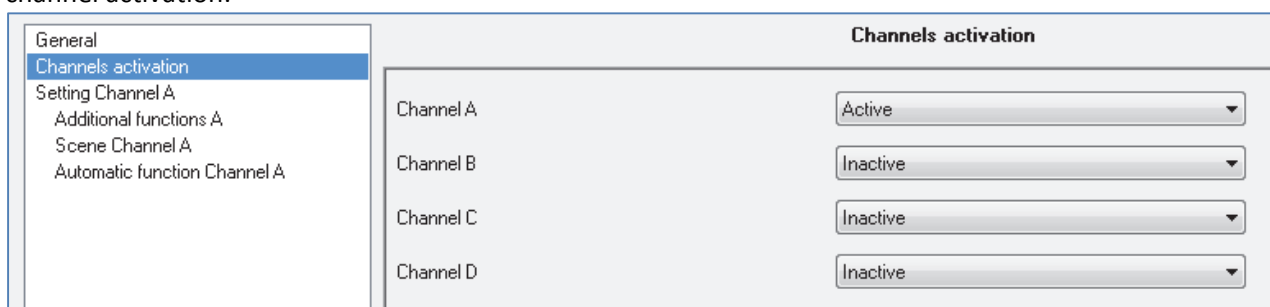 channel activation:
General
Channels activation
Setting Channel A
Additional functions A
Scene Channel A
Automatic function Channel A
Channels activation
Channel A Active
Channel B Inactive
Channel C Inactive
Channel D Inactive